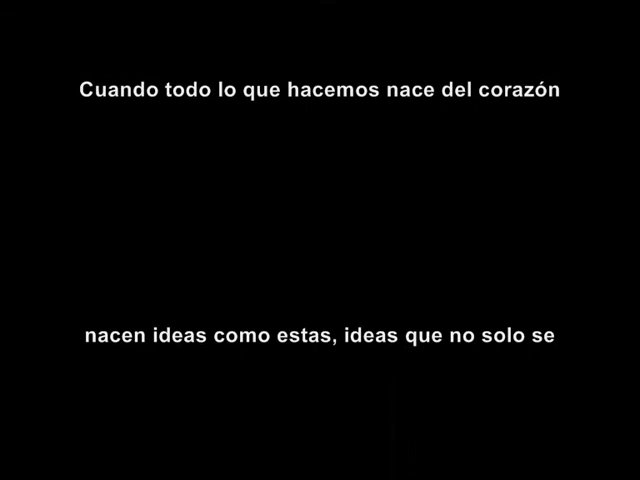 Cuando todo lo que hacemos nace del corazón
nacen ideas como estas, ideas que no solo se